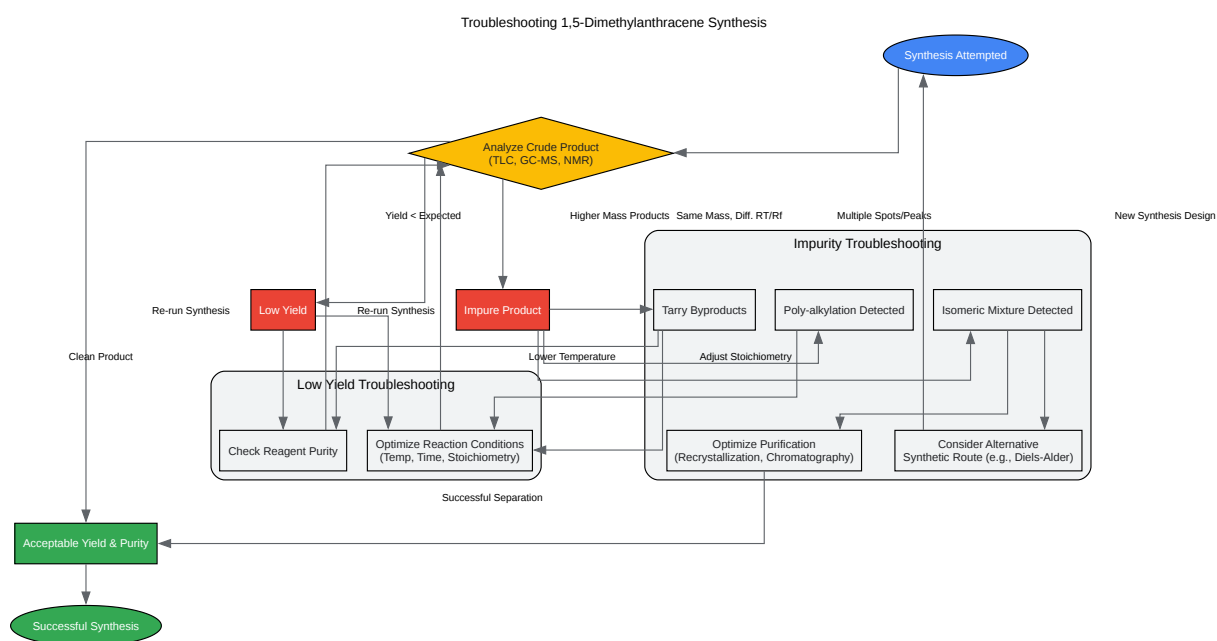 Troubleshooting 1,5-Dimethylanthracene Synthesis
Synthesis Attempted
Analyze Crude Product
(TLC, GC-MS, NMR)
Yield < Expected
Higher Mass Products
Same Mass, Diff. RT/Rf
Multiple Spots/Peaks
New Synthesis Design
Impurity Troubleshooting
Re-run Synthesis
Low Yield
Re-run Synthesis
Impure Product
Tarry Byproducts
Poly-alkylation Detected
Isomeric Mixture Detected
Clean Product
Lower Temperature
Adjust Stoichiometry
Low Yield Troubleshooting
Check Reagent Purity
Optimize Reaction Conditions
(Temp, Time, Stoichiometry)
Optimize Purification
(Recrystallization, Chromatography)
Consider Alternative
Synthetic Route (e.g., Diels-Alder)
Successful Separation
Acceptable Yield & Purity
Successful Synthesis